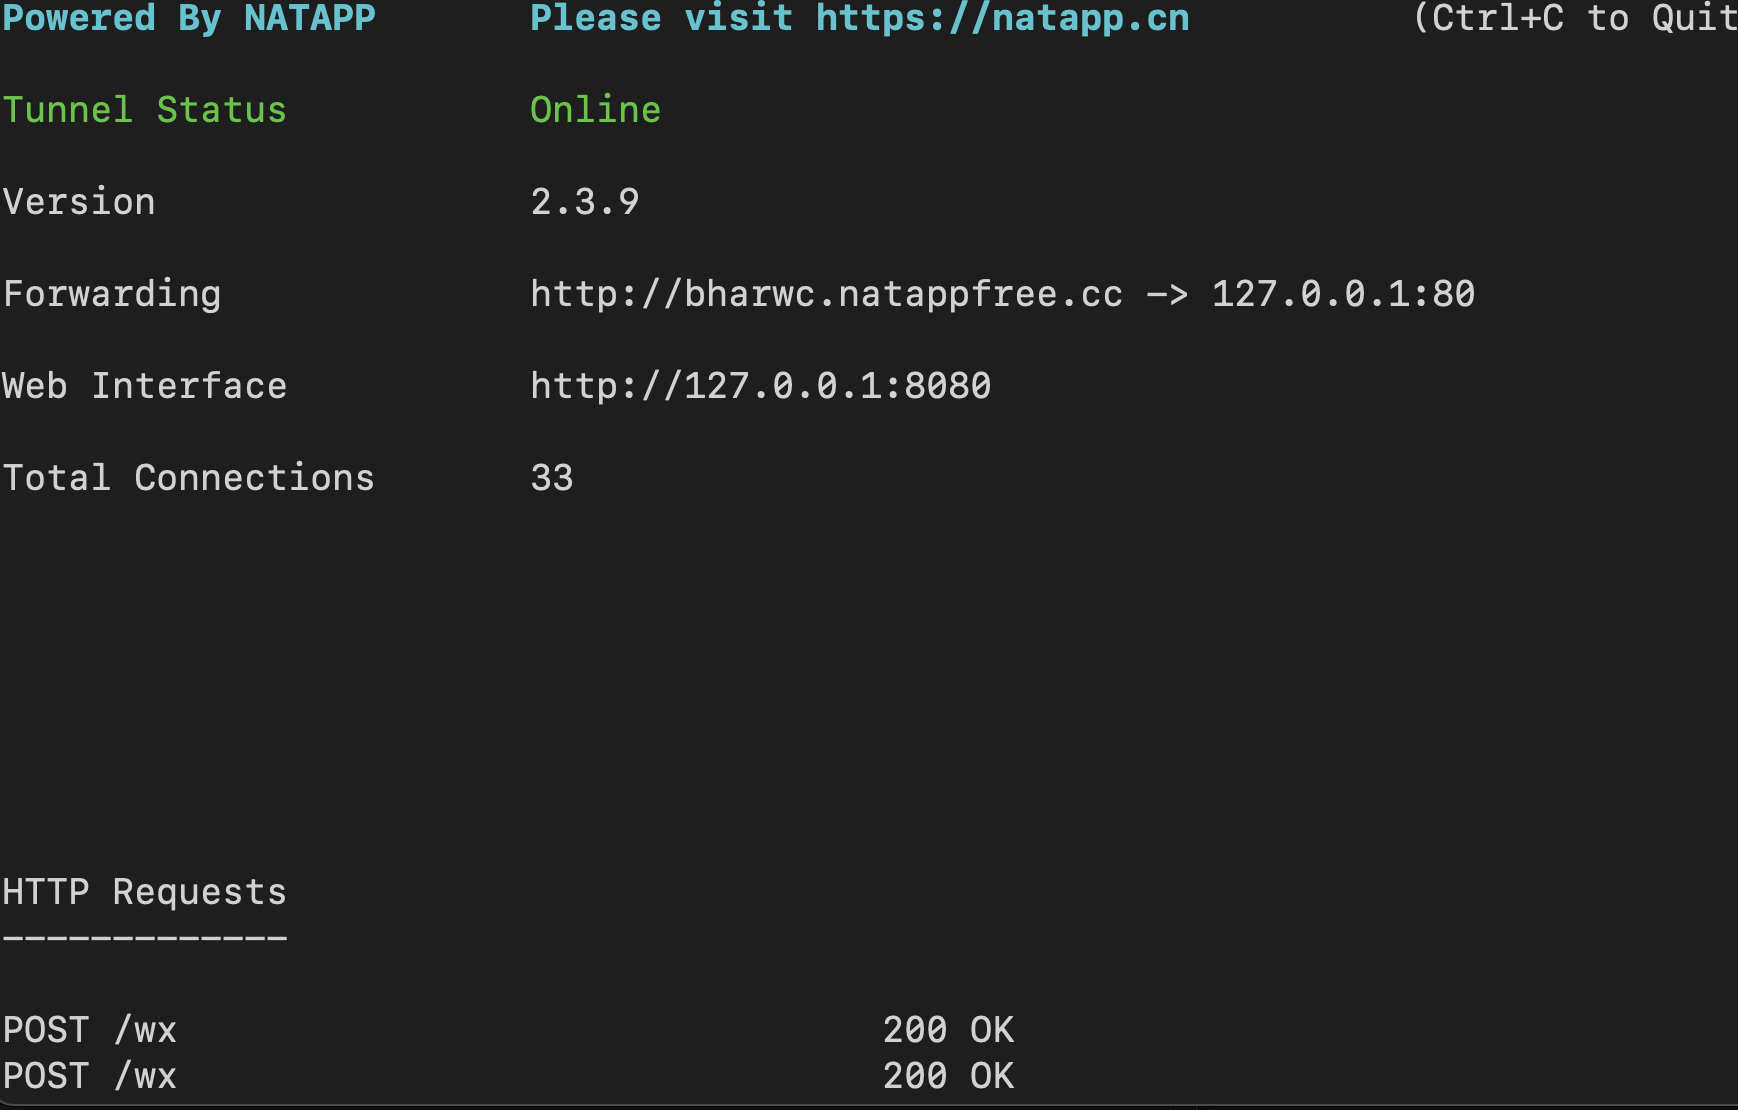 Powered By NATAPP Please visit https://natapp.cn (Ctrl+C to Quit
Tunnel Status Online
Version 2.3.9
Forwarding http://bharwc.natappfree.cc -> 127.0.0.1:80
Web Interface http://127.0.0.1:8080
Total Connections 33
HTTP Requests
-------------
POST /wx 200 OK
POST /wx 200 OK